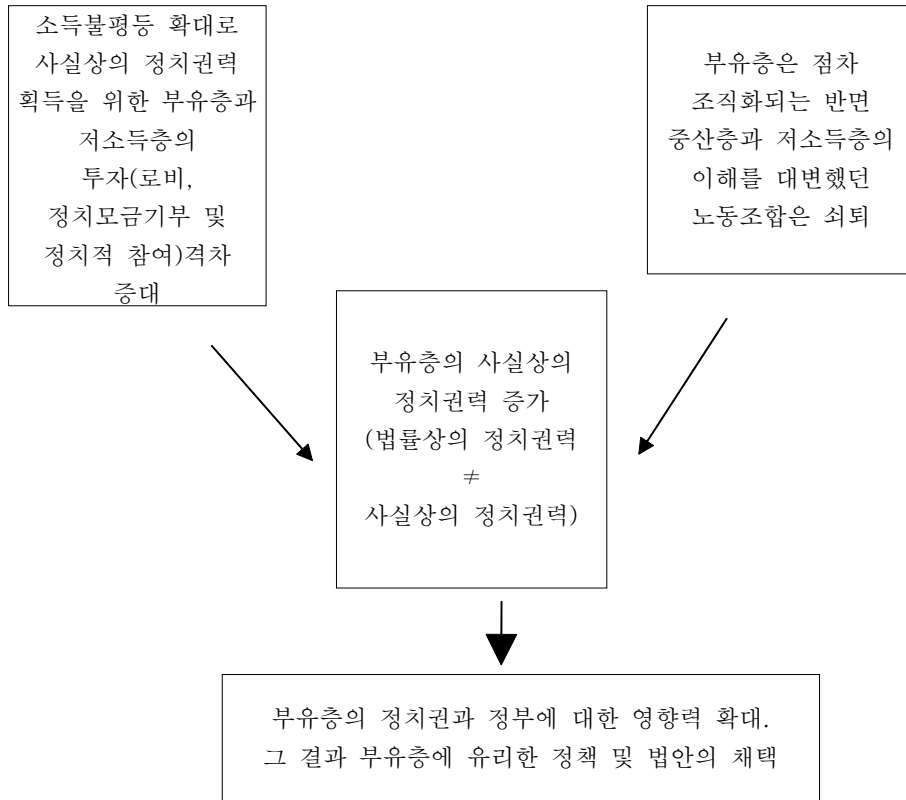 소득불평등 확대로
사실상의 정치권력
획득을 위한 부유층과
저소득층의
투자(로비,
정치모금기부 및
정치적 참여)격차
증대
부유층은 점차
조직화되는 반면
중산층과 저소득층의
이해를 대변했던
노동조합은 쇠퇴
부유층의 사실상의
정치권력 증가
(법률상의 정치권력
≠
사실상의 정치권력)
부유층의 정치권과 정부에 대한 영향력 확대.
그 결과 부유층에 유리한 정책 및 법안의 채택